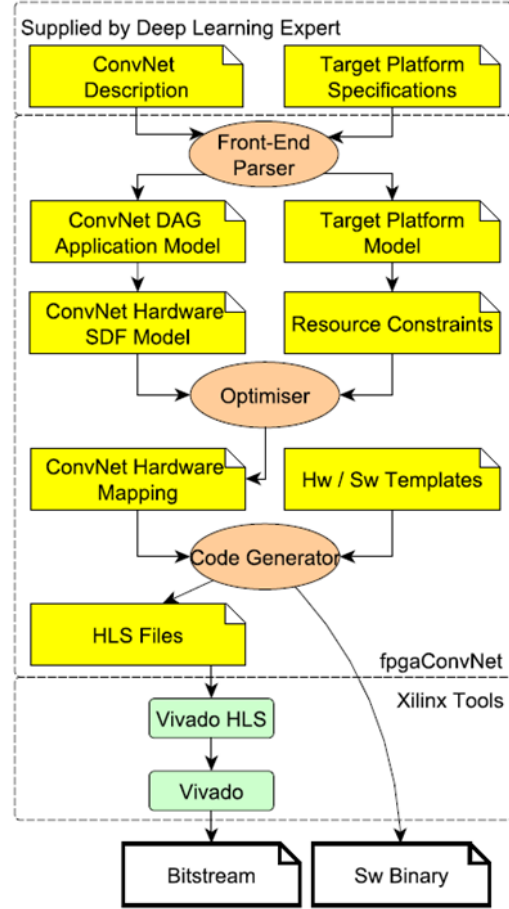 Supplied by Deep Learning Expert
ConvNet
Description
Target Platform
Specifications
Front-End
Parser
ConvNet DAG
Application Model
Target Platform
Model
ConvNet Hardware
SDF Model
Resource Constraints
Optimiser
ConvNet Hardware
Mapping
Hw / Sw Templates
Code Generator
HLS Files
fpgaConvNet
Xilinx Tools
Vivado HLS
Vivado
Bitstream
Sw Binary